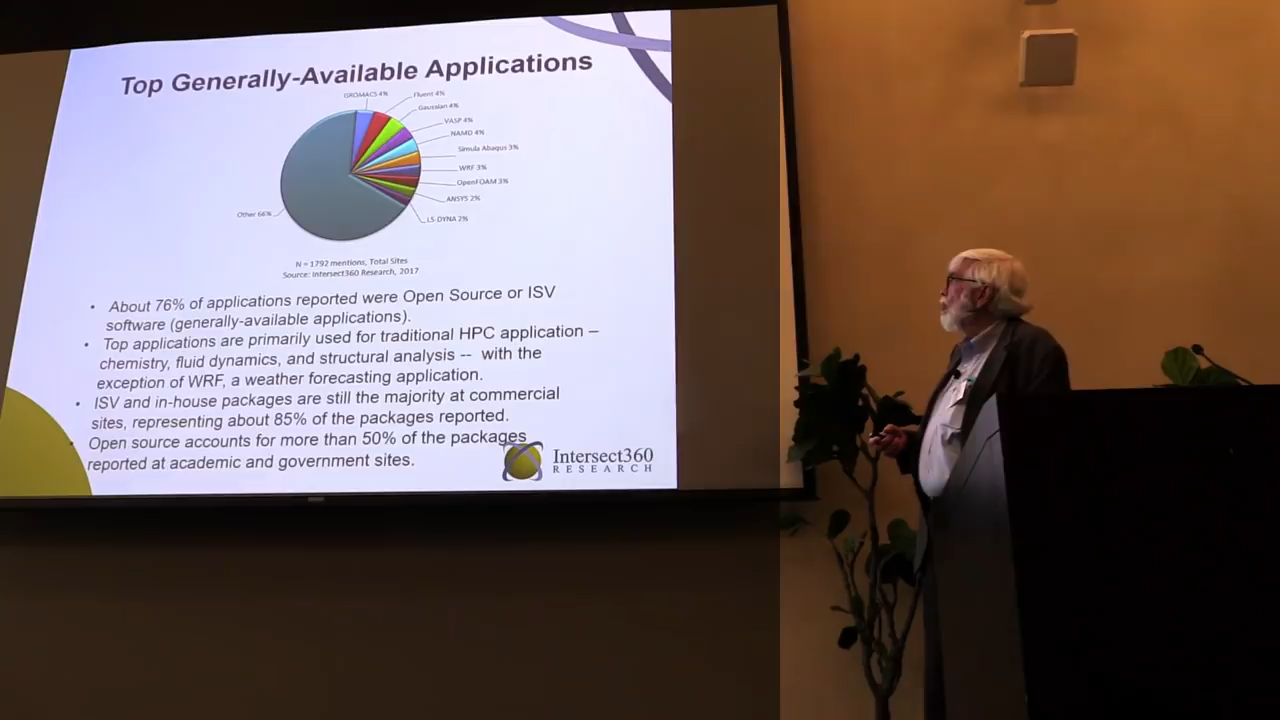 Top Generally-Available Applications
GROMACS 4%
Fluent 4%
Gaussian 4%
VASP 4%
NAMD 4%
Simula Abaqus 3%
WRF 3%
OpenFOAM 3%
ANSYS 2%
LS-DYNA 2%
Other 66%
N = 1792 mentions, Total Sites
Source: Intersect360 Research, 2017
• About 76% of applications reported were Open Source or ISV
software (generally-available applications).
• Top applications are primarily used for traditional HPC application –
chemistry, fluid dynamics, and structural analysis -- with the
exception of WRF, a weather forecasting application.
• ISV and in-house packages are still the majority at commercial
sites, representing about 85% of the packages reported.
• Open source accounts for more than 50% of the packages
reported at academic and government sites.
Intersect360
RESEARCH